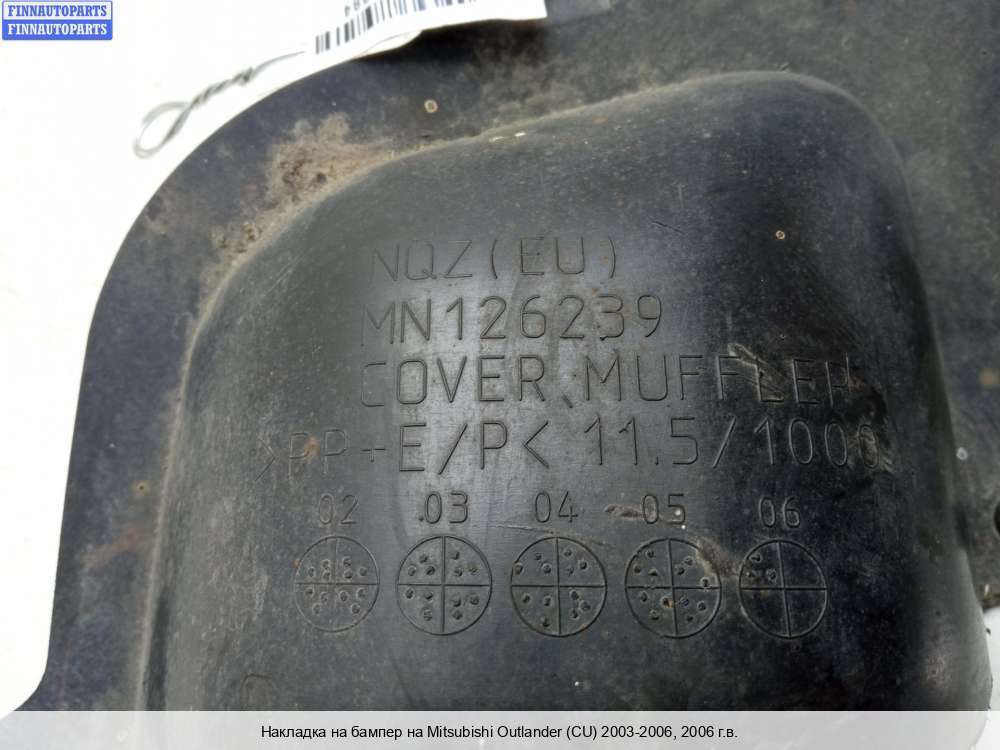 FINNAUTOPARTS
FINNAUTOPARTS
NQZ(EU)
MN126239
COVER, MUFFLER
>PP+E/P< 11.5/1000
02 03 04 05 06
Накладка на бампер на Mitsubishi Outlander (CU) 2003-2006, 2006 г.в.